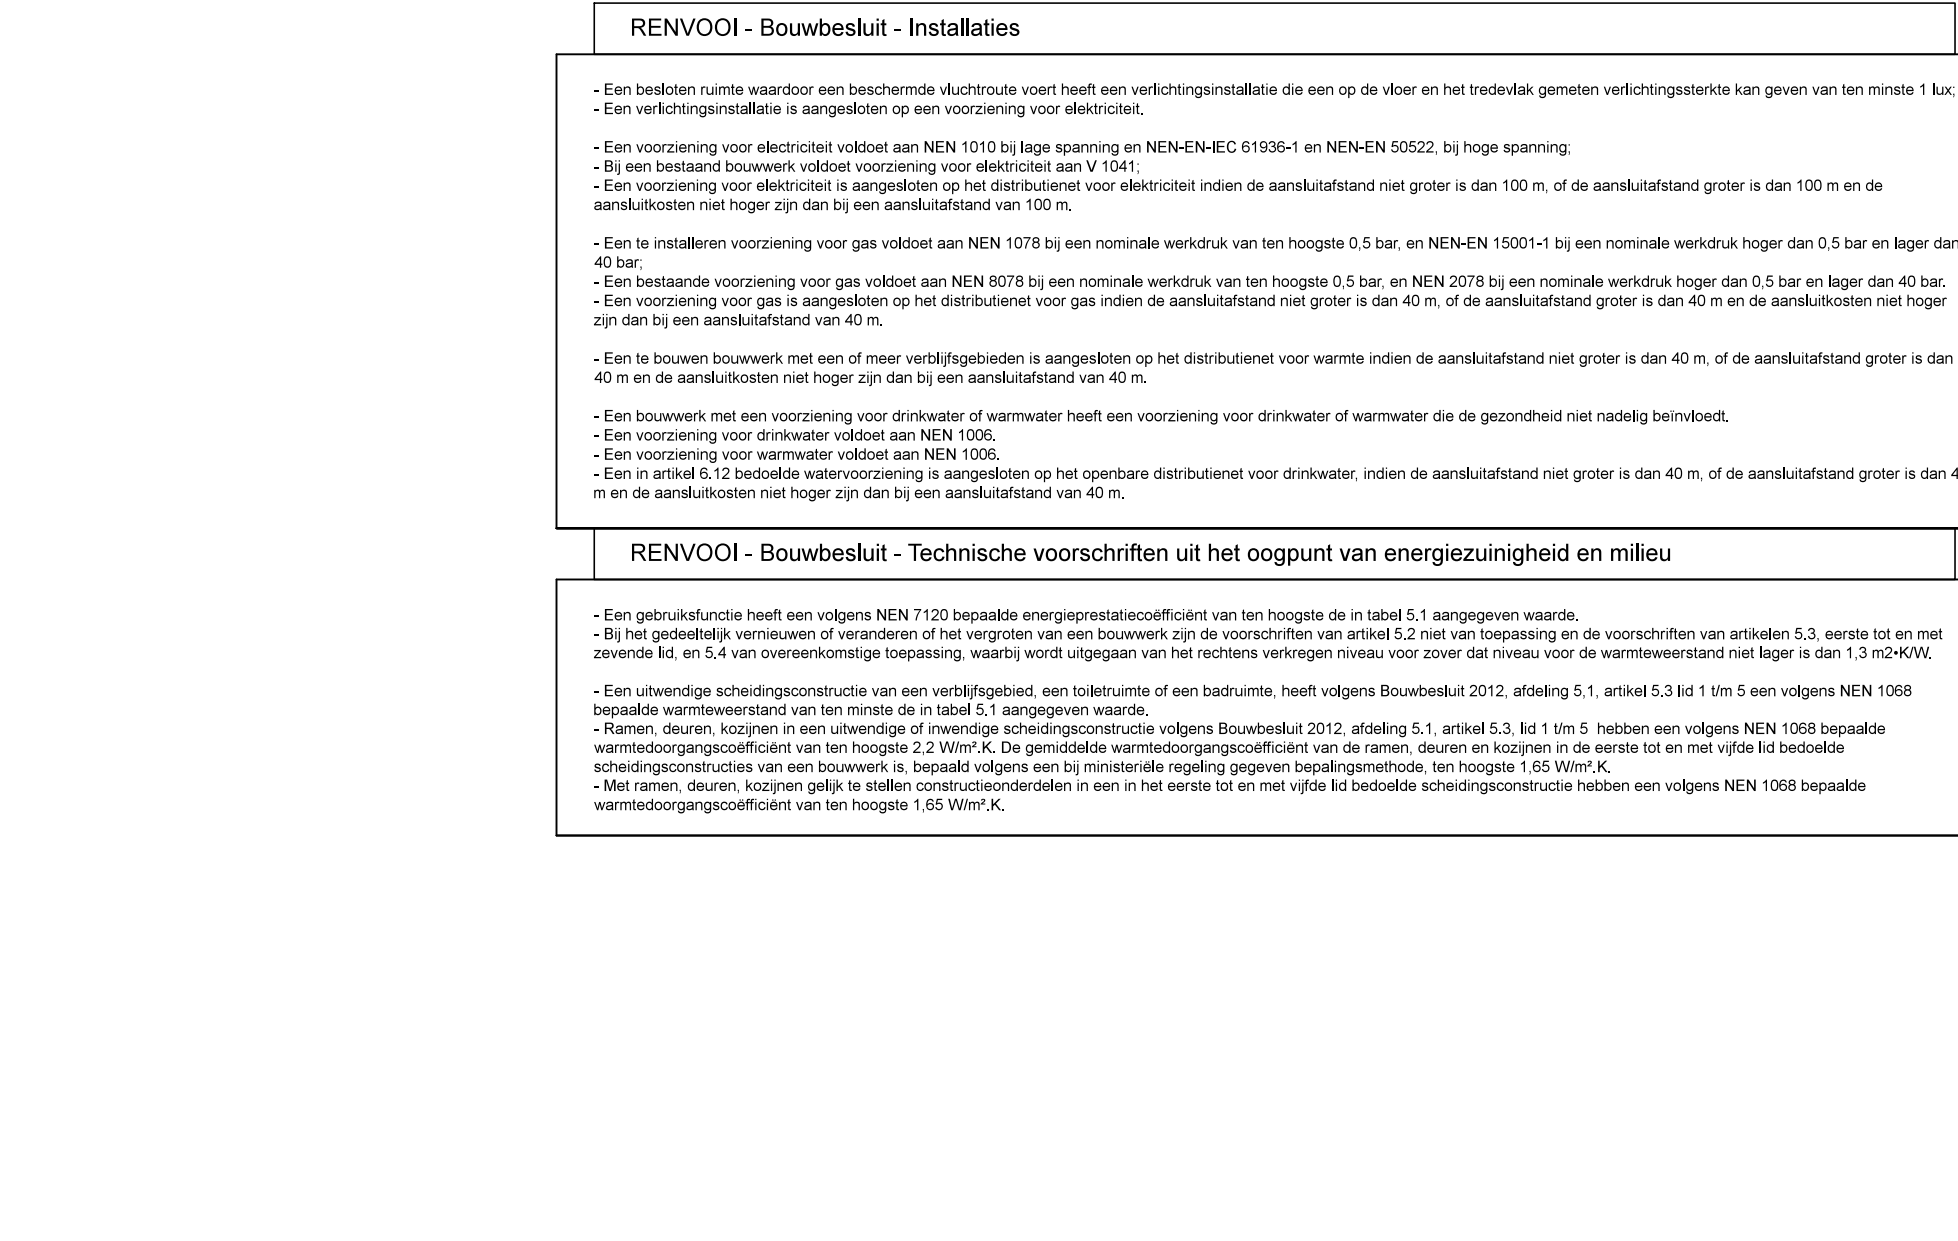 RENVOOI - Bouwbesluit - Installaties
- Een besloten ruimte waardoor een beschermde vluchtroute voert heeft een verlichtingsinstallatie die een op de vloer en het tredevlak gemeten verlichtingssterkte kan geven van ten minste 1 lux;
- Een verlichtingsinstallatie is aangesloten op een voorziening voor elektriciteit.
- Een voorziening voor electriciteit voldoet aan NEN 1010 bij lage spanning en NEN-EN-IEC 61936-1 en NEN-EN 50522, bij hoge spanning;
- Bij een bestaand bouwwerk voldoet voorziening voor elektriciteit aan V 1041;
- Een voorziening voor elektriciteit is aangesloten op het distributienet voor elektriciteit indien de aansluitafstand niet groter is dan 100 m, of de aansluitafstand groter is dan 100 m en de
aansluitkosten niet hoger zijn dan bij een aansluitafstand van 100 m.
- Een te installeren voorziening voor gas voldoet aan NEN 1078 bij een nominale werkdruk van ten hoogste 0,5 bar, en NEN-EN 15001-1 bij een nominale werkdruk hoger dan 0,5 bar en lager dan
40 bar;
- Een bestaande voorziening voor gas voldoet aan NEN 8078 bij een nominale werkdruk van ten hoogste 0,5 bar, en NEN 2078 bij een nominale werkdruk hoger dan 0,5 bar en lager dan 40 bar.
- Een voorziening voor gas is aangesloten op het distributienet voor gas indien de aansluitafstand niet groter is dan 40 m, of de aansluitafstand groter is dan 40 m en de aansluitkosten niet hoger
zijn dan bij een aansluitafstand van 40 m.
- Een te bouwen bouwwerk met een of meer verblijfsgebieden is aangesloten op het distributienet voor warmte indien de aansluitafstand niet groter is dan 40 m, of de aansluitafstand groter is dan
40 m en de aansluitkosten niet hoger zijn dan bij een aansluitafstand van 40 m.
- Een bouwwerk met een voorziening voor drinkwater of warmwater heeft een voorziening voor drinkwater of warmwater die de gezondheid niet nadelig beïnvloedt.
- Een voorziening voor drinkwater voldoet aan NEN 1006.
- Een voorziening voor warmwater voldoet aan NEN 1006.
- Een in artikel 6.12 bedoelde watervoorziening is aangesloten op het openbare distributienet voor drinkwater, indien de aansluitafstand niet groter is dan 40 m, of de aansluitafstand groter is dan
m en de aansluitkosten niet hoger zijn dan bij een aansluitafstand van 40 m.
RENVOOI - Bouwbesluit - Technische voorschriften uit het oogpunt van energiezuinigheid en milieu
- Een gebruiksfunctie heeft een volgens NEN 7120 bepaalde energieprestatiecoëfficiënt van ten hoogste de in tabel 5.1 aangegeven waarde.
- Bij het gedeeltelijk vernieuwen of veranderen of het vergroten van een bouwwerk zijn de voorschriften van artikel 5.2 niet van toepassing en de voorschriften van artikelen 5.3, eerste tot en met
zevende lid, en 5.4 van overeenkomstige toepassing, waarbij wordt uitgegaan van het rechtens verkregen niveau voor zover dat niveau voor de warmteweerstand niet lager is dan 1,3 m2•K/W.
- Een uitwendige scheidingsconstructie van een verblijfsgebied, een toiletruimte of een badruimte, heeft volgens Bouwbesluit 2012, afdeling 5,1, artikel 5.3 lid 1 t/m 5 een volgens NEN 1068
bepaalde warmteweerstand van ten minste de in tabel 5.1 aangegeven waarde.
- Ramen, deuren, kozijnen in een uitwendige of inwendige scheidingsconstructie volgens Bouwbesluit 2012, afdeling 5.1, artikel 5.3, lid 1 t/m 5  hebben een volgens NEN 1068 bepaalde
warmtedoorgangscoëfficiënt van ten hoogste 2,2 W/m².K. De gemiddelde warmtedoorgangscoëfficiënt van de ramen, deuren en kozijnen in de eerste tot en met vijfde lid bedoelde
scheidingsconstructies van een bouwwerk is, bepaald volgens een bij ministeriële regeling gegeven bepalingsmethode, ten hoogste 1,65 W/m².K.
- Met ramen, deuren, kozijnen gelijk te stellen constructieonderdelen in een in het eerste tot en met vijfde lid bedoelde scheidingsconstructie hebben een volgens NEN 1068 bepaalde
warmtedoorgangscoëfficiënt van ten hoogste 1,65 W/m².K.